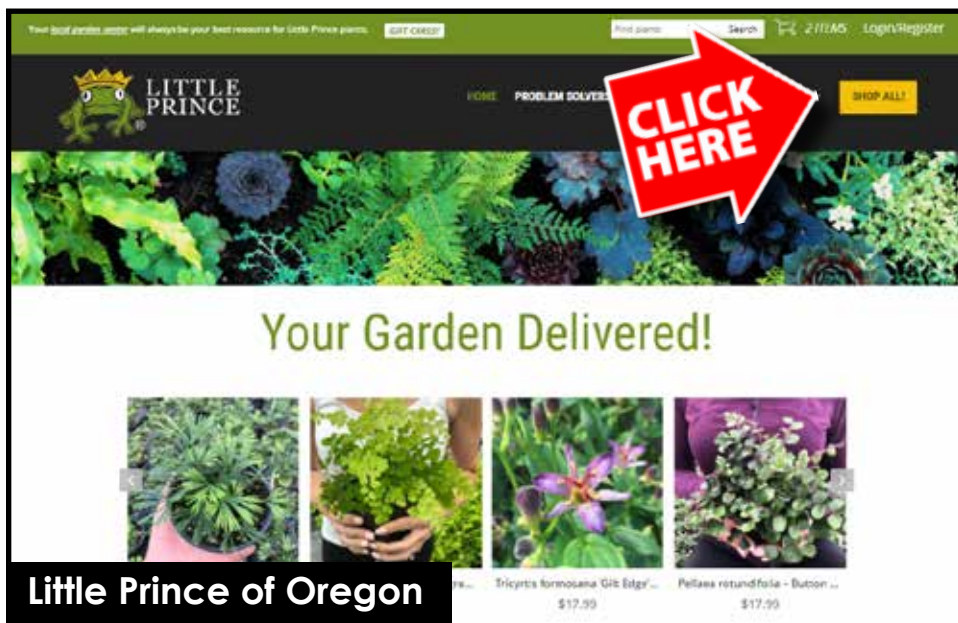 Your local garden center will always be your best resource for Little Prince plants.
GIFT CARDS!
Find plants
Search
2 ITEMS
Login/Register
LITTLE
PRINCE
®
HOME
PROBLEM SOLVERS
SHOP ALL!
CLICK
HERE
Your Garden Delivered!
Tricyrtis formosana 'Gilt Edge'...
Pellaea rotundifolia – Button ...
$17.99
$17.99
Little Prince of Oregon